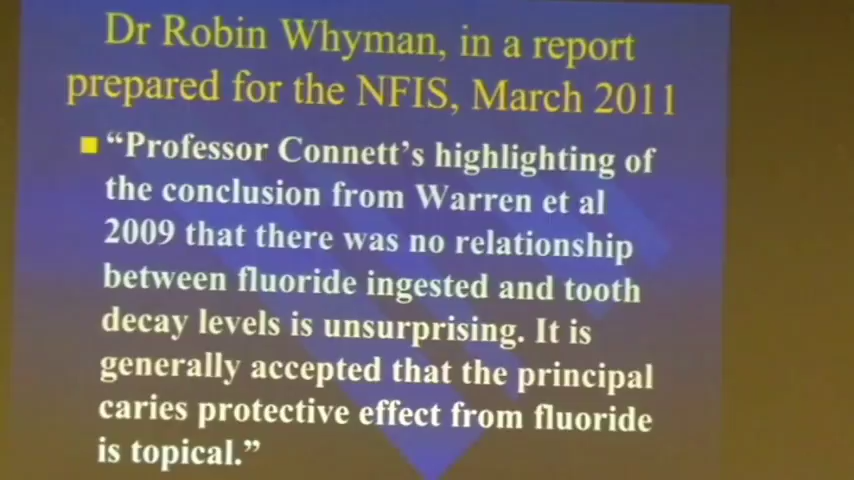 Dr Robin Whyman, in a report
prepared for the NFIS, March 2011
“Professor Connett’s highlighting of
the conclusion from Warren et al
2009 that there was no relationship
between fluoride ingested and tooth
decay levels is unsurprising. It is
generally accepted that the principal
caries protective effect from fluoride
is topical.”